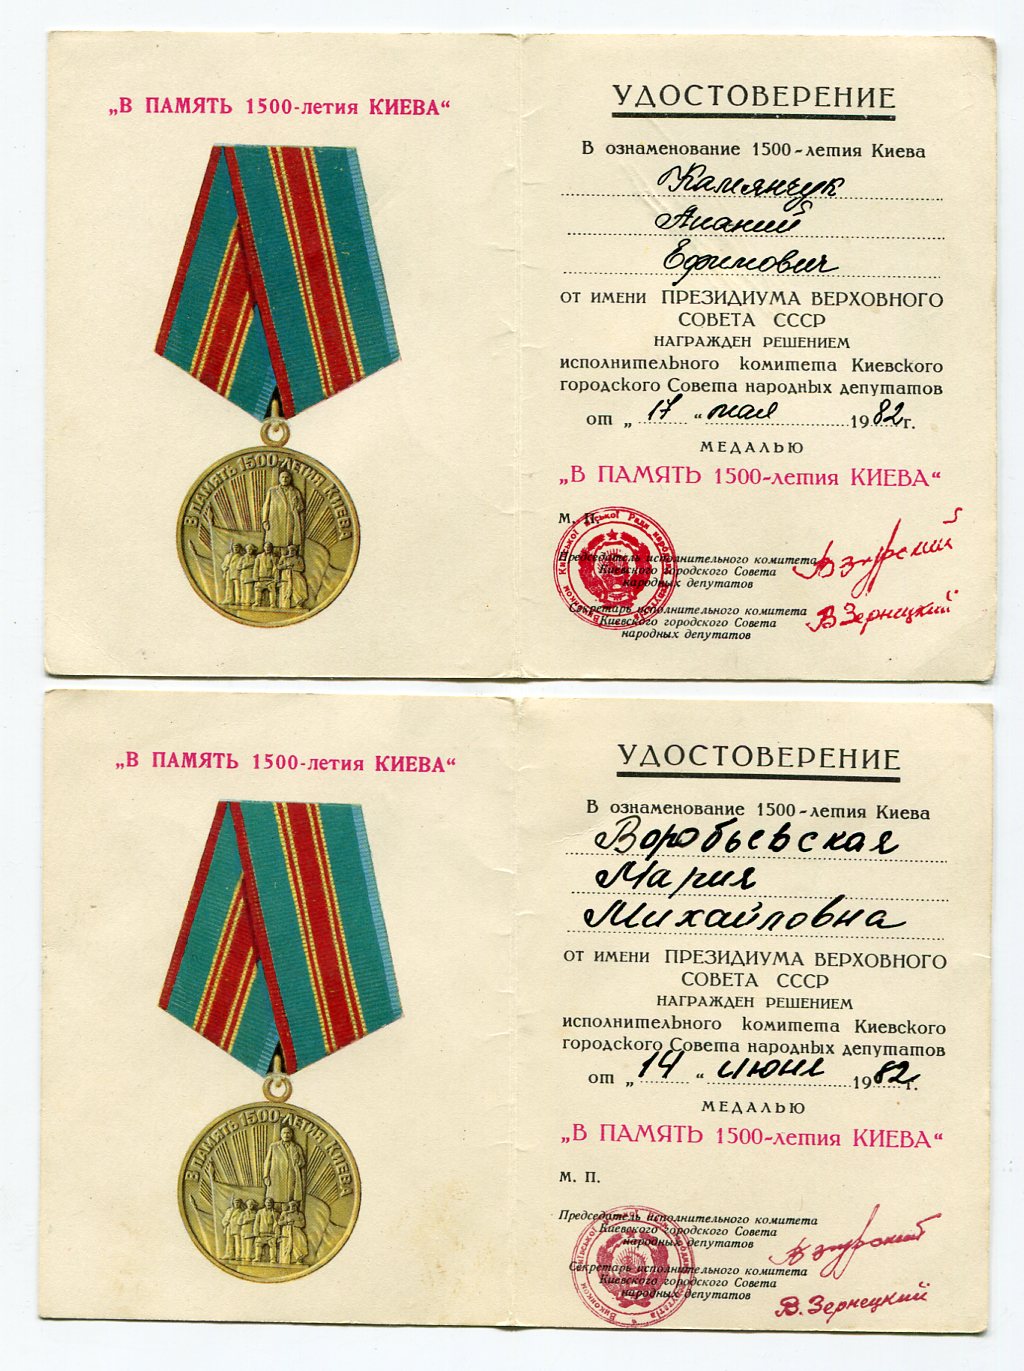 „В ПАМЯТЬ 1500-летия КИЕВА“
В ПАМЯТЬ 1500-ЛЕТИЯ КИЕВА
УДОСТОВЕРЕНИЕ
В ознаменование 1500-летия Киева
Камянчук
Ананий
Ефимович
от имени ПРЕЗИДИУМА ВЕРХОВНОГО
СОВЕТА СССР
НАГРАЖДЕН РЕШЕНИЕМ
исполнительного комитета Киевского
городского Совета народных депутатов
от „ 17 “ мая 1982 г.
МЕДАЛЬЮ
„В ПАМЯТЬ 1500-летия КИЕВА“
М. П.
Председатель исполнительного комитета
Киевского городского Совета
народных депутатов
Секретарь исполнительного комитета
Киевского городского Совета
народных депутатов
В Зернецкий
„В ПАМЯТЬ 1500-летия КИЕВА“
В ПАМЯТЬ 1500-ЛЕТИЯ КИЕВА
УДОСТОВЕРЕНИЕ
В ознаменование 1500-летия Киева
Воробьевская
Мария
Михайловна
от имени ПРЕЗИДИУМА ВЕРХОВНОГО
СОВЕТА СССР
НАГРАЖДЕН РЕШЕНИЕМ
исполнительного комитета Киевского
городского Совета народных депутатов
от „ 14 “ июня 1982 г.
МЕДАЛЬЮ
„В ПАМЯТЬ 1500-летия КИЕВА“
М. П.
Председатель исполнительного комитета
Киевского городского Совета
народных депутатов
Секретарь исполнительного комитета
Киевского городского Совета
народных депутатов
В. Зернецкий